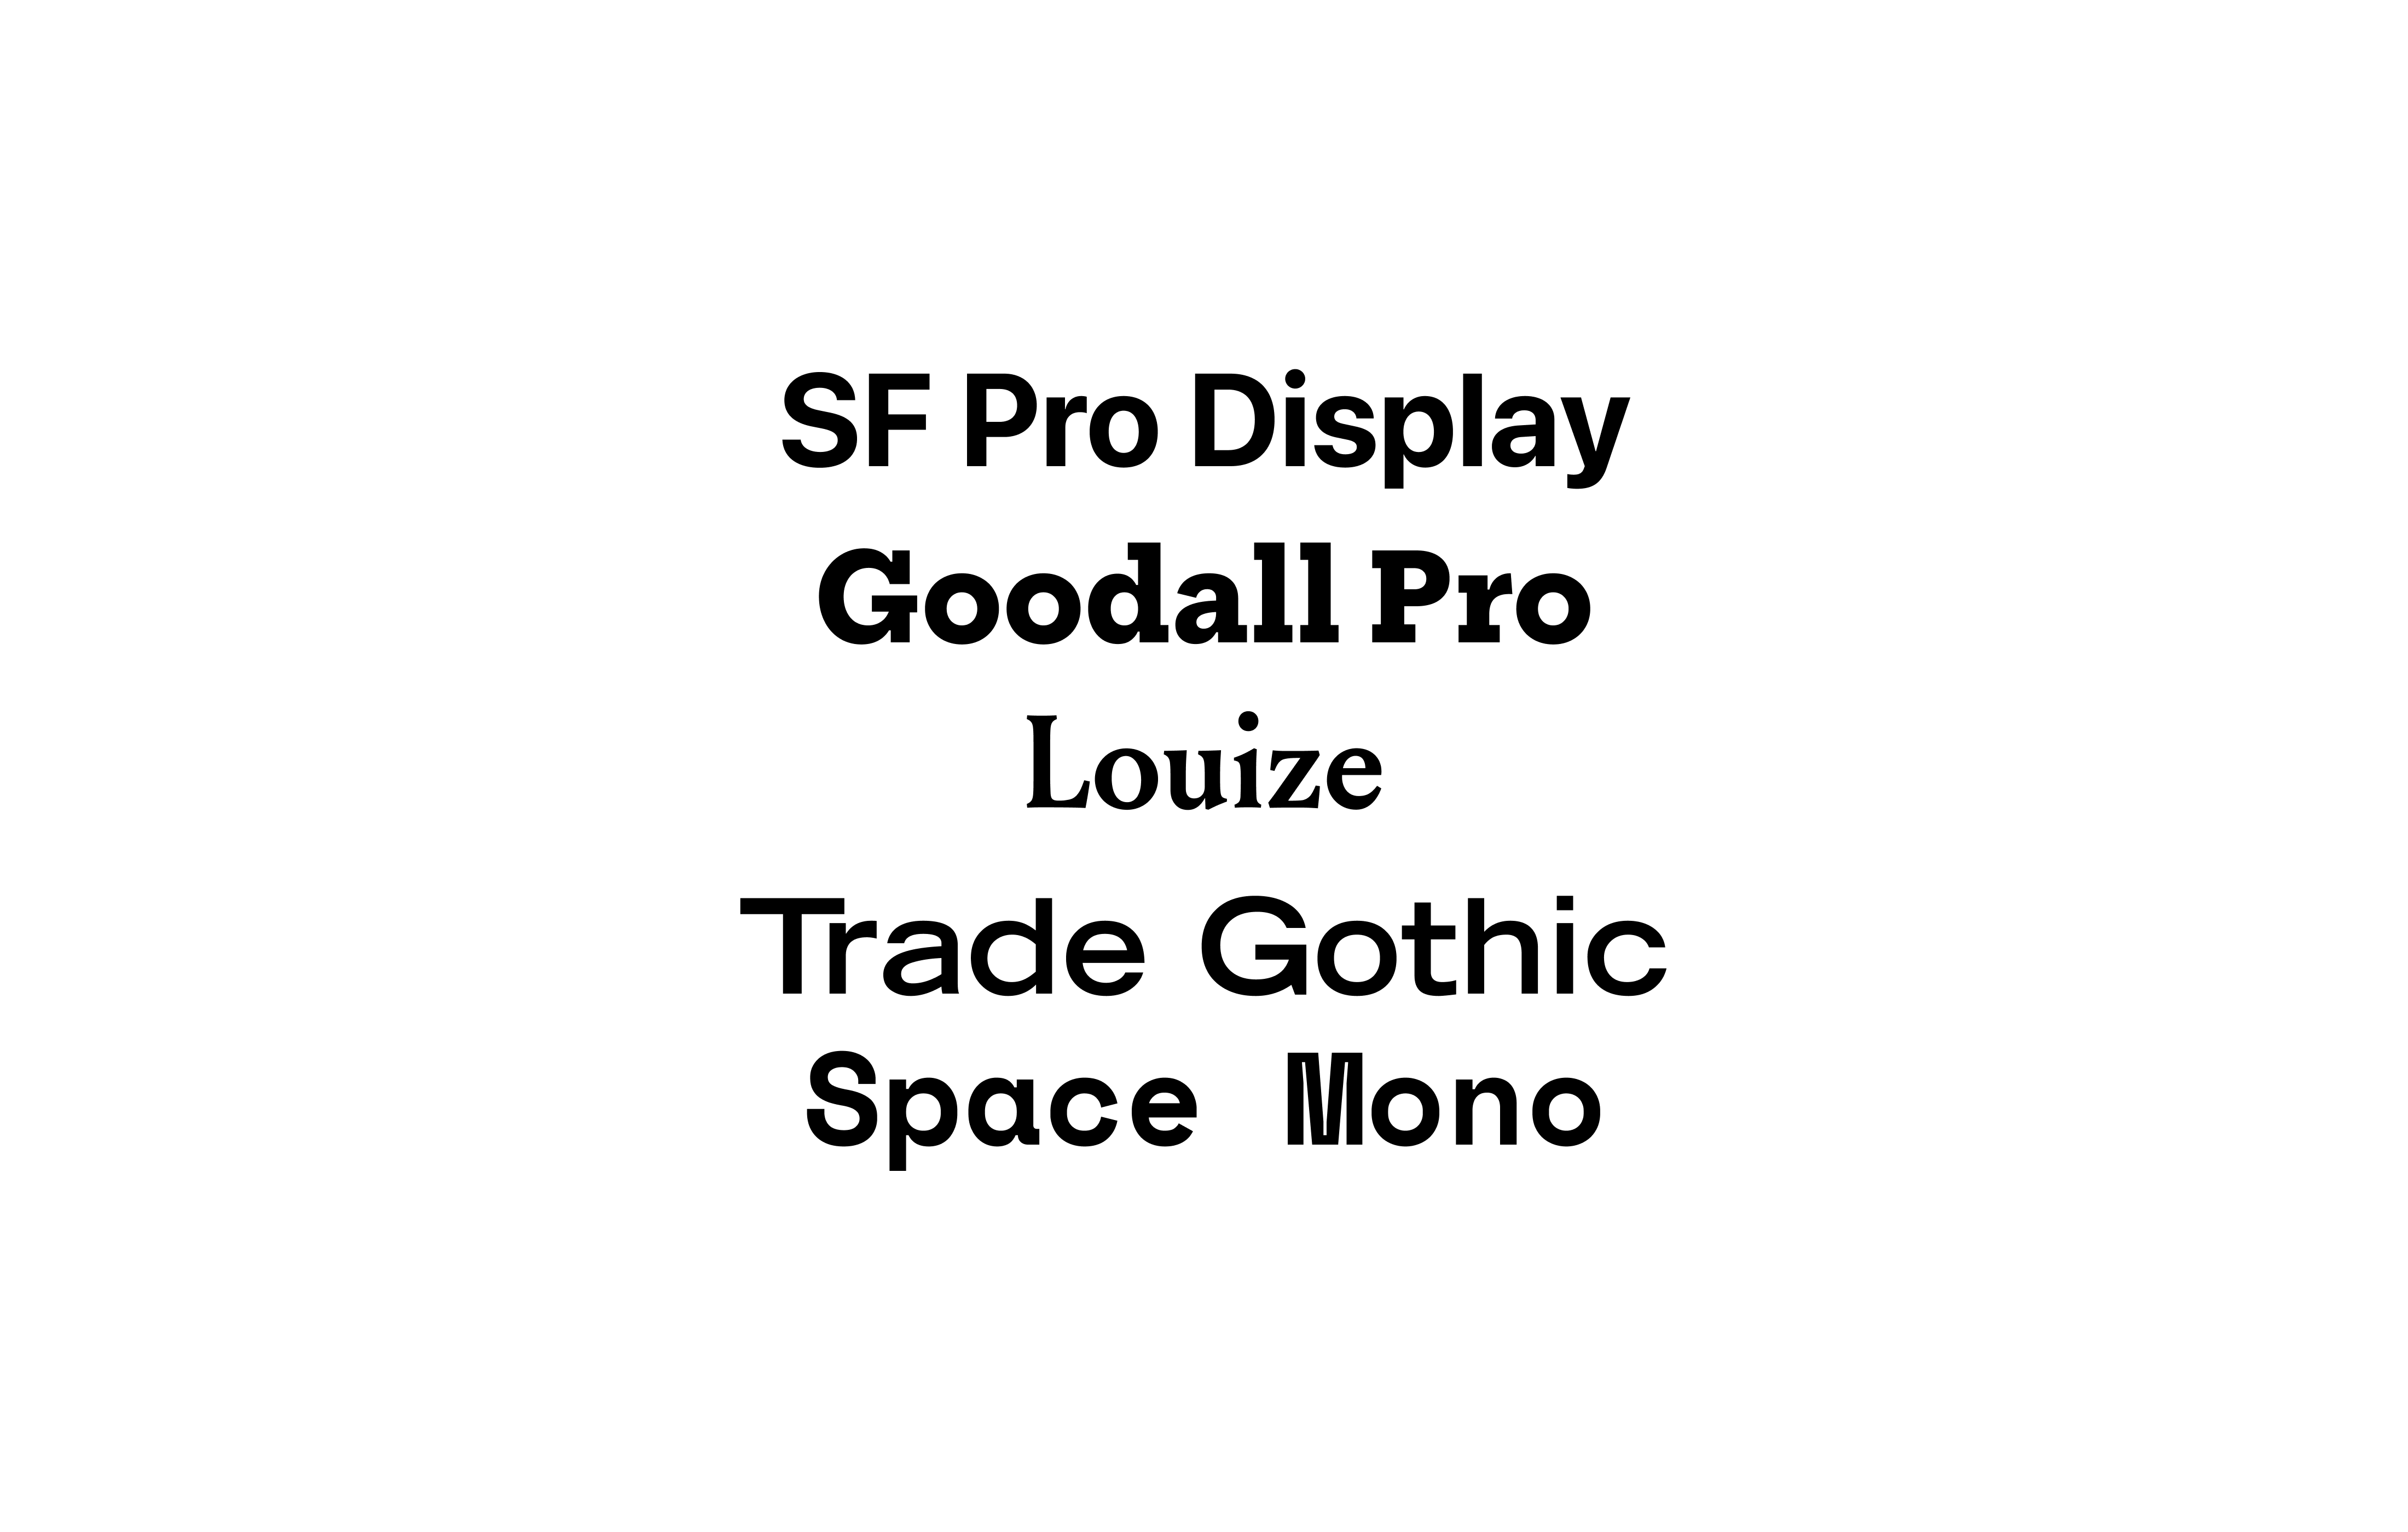 SF Pro Display
Goodall Pro
Louize
Trade Gothic
Space Mono